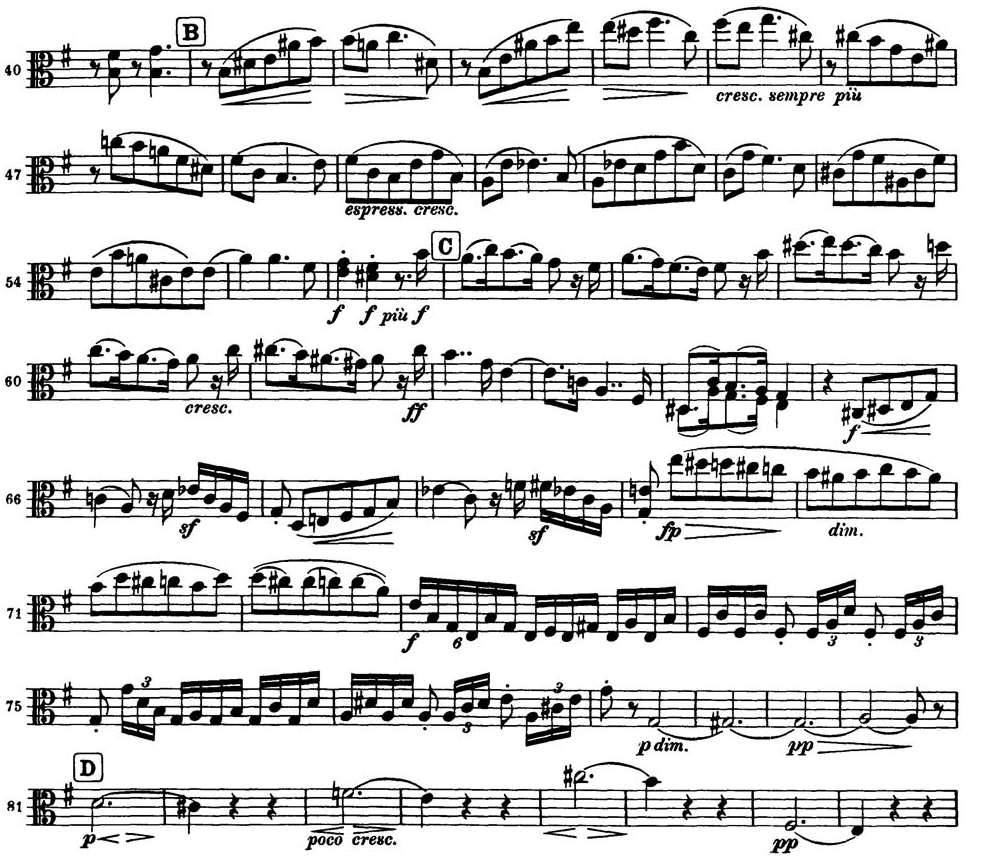 B
40
cresc. sempre più
47
espress. cresc.
C
54
f f più f
60
cresc. ff f
66
sf sf fp dim.
6 3 3
71
f
3 3 3
75
p dim. pp
D
81
p poco cresc. pp